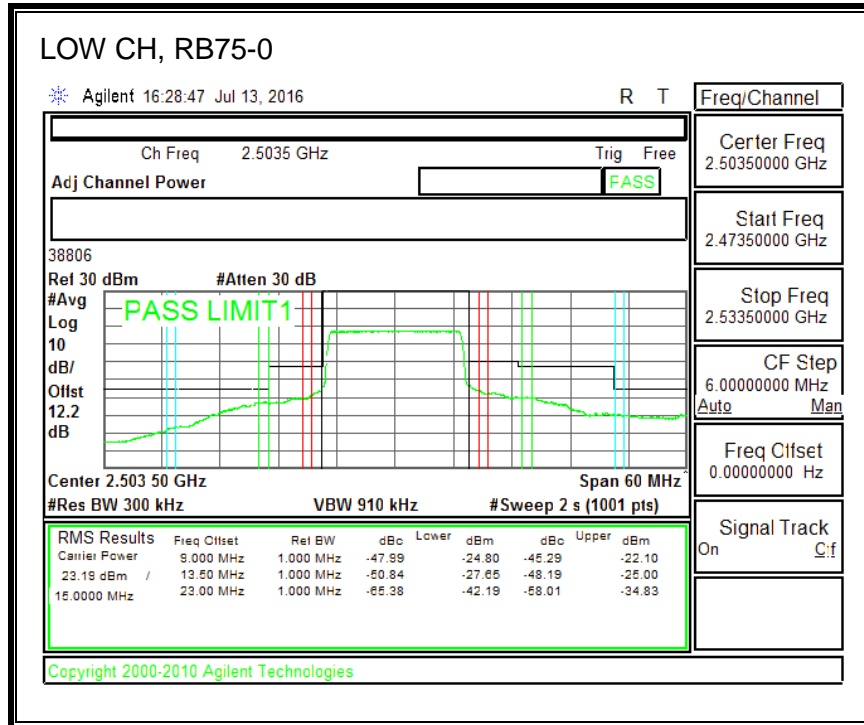 LOW CH, RB75-0
Agilent 16:28:47 Jul 13, 2016 R T
Ch Freq 2.5035 GHz Trig Free
Adj Channel Power FASS
38806
Ref 30 dBm #Atten 30 dB
#Avg
Log
10
dB/
Offst
12.2
dB
PASS LIMIT1
Center 2.503 50 GHz Span 60 MHz
#Res BW 300 kHz VBW 910 kHz #Sweep 2 s (1001 pts)
RMS Results Freq Offset Ref BW dBc Lower dBm dBc Upper dBm
Carrier Power 9.000 MHz 1.000 MHz -47.99 -24.80 -45.29 -22.10
23.19 dBm / 13.50 MHz 1.000 MHz -50.84 -27.65 -48.19 -25.00
15.0000 MHz 23.00 MHz 1.000 MHz -65.38 -42.19 -58.01 -34.83
Copyright 2000-2010 Agilent Technologies
Freq/Channel
Center Freq
2.50350000 GHz
Start Freq
2.47350000 GHz
Stop Freq
2.53350000 GHz
CF Step
6.00000000 MHz
Auto Man
Freq Offset
0.00000000 Hz
Signal Track
On Off